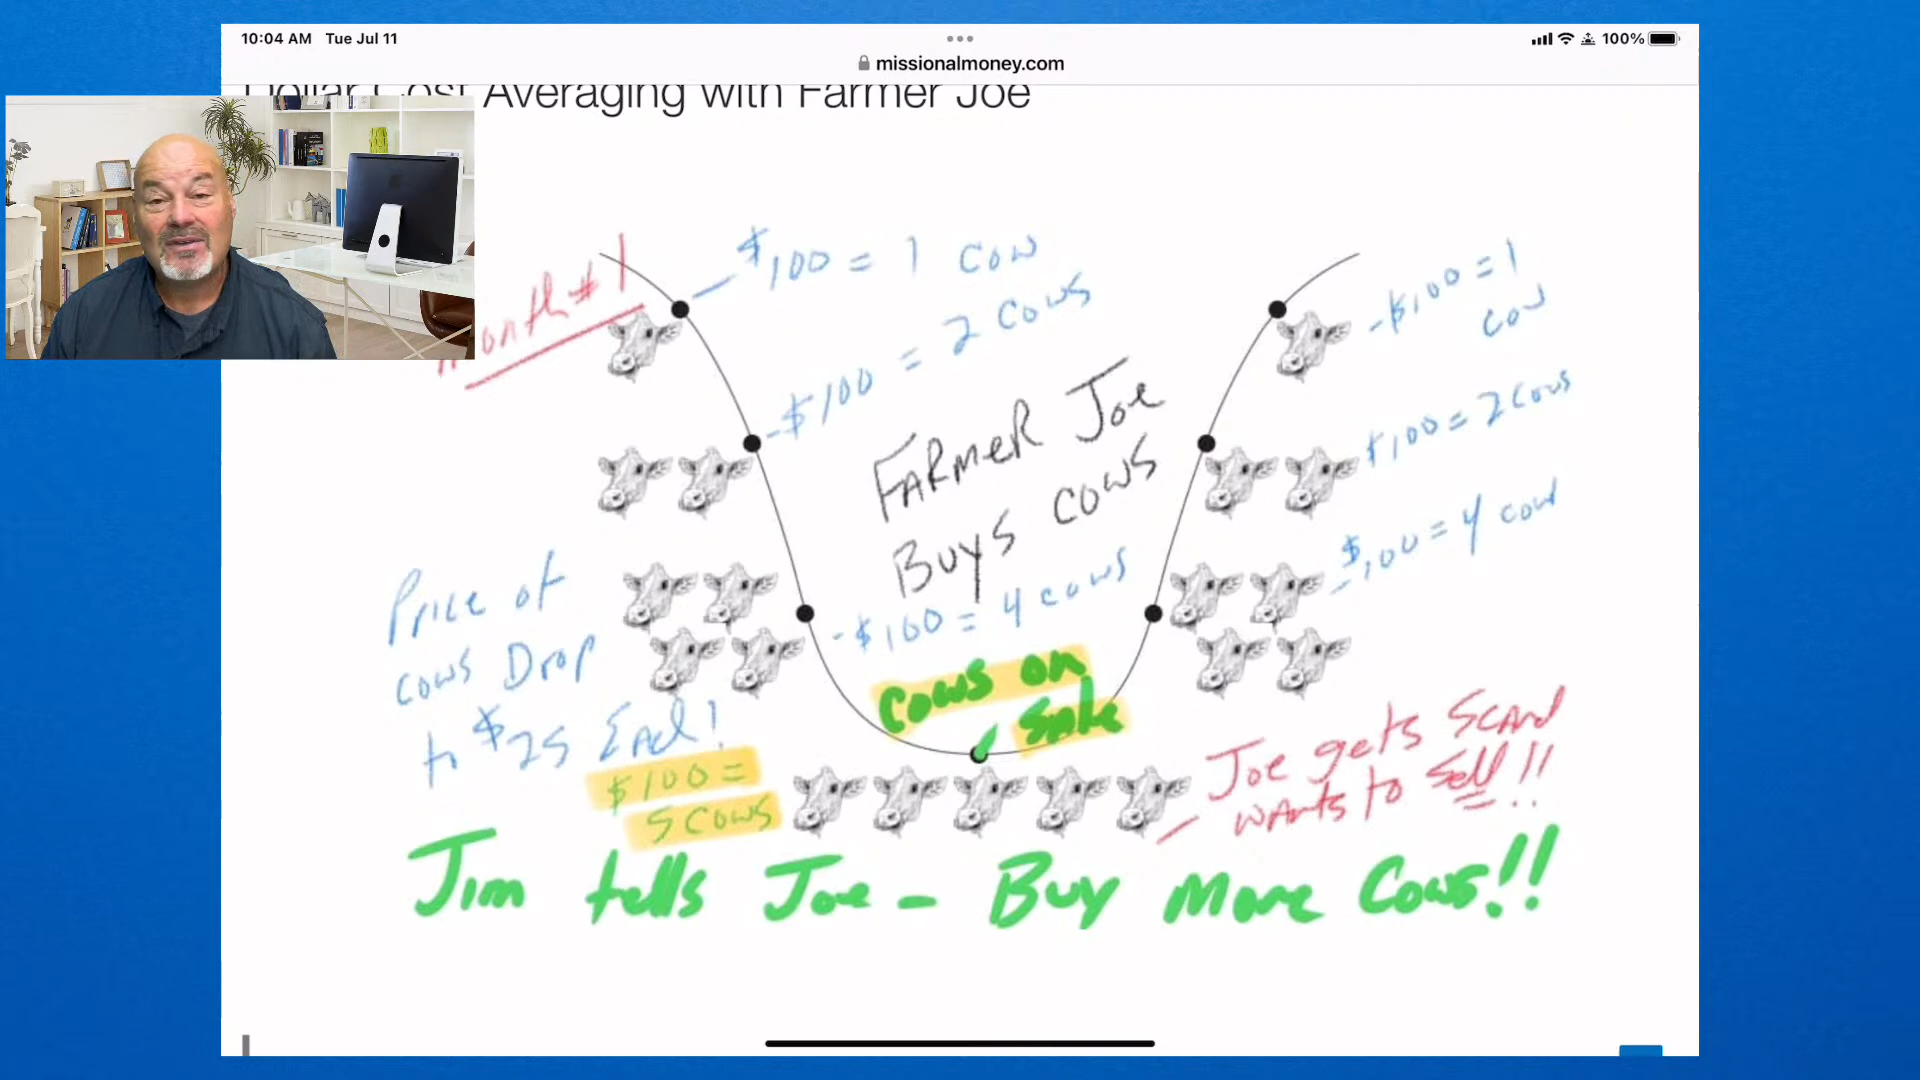 10:04 AM Tue Jul 11
100%
missionalmoney.com
Dollar Cost Averaging with Farmer Joe
Month #1
- $100 = 1 Cow
- $100 = 2 Cows
FARMER JOE
BUYS COWS
- $100 = 4 cows
- $100 = 1
Cow
$100 = 2 Cows
$100 = 4 cow
Price of
cows Drop
to $25 Each!
$100 =
5 Cows
Cows on
Sale
Joe gets Scared
- wants to Sell!!
Jim tells Joe - Buy More Cows!!